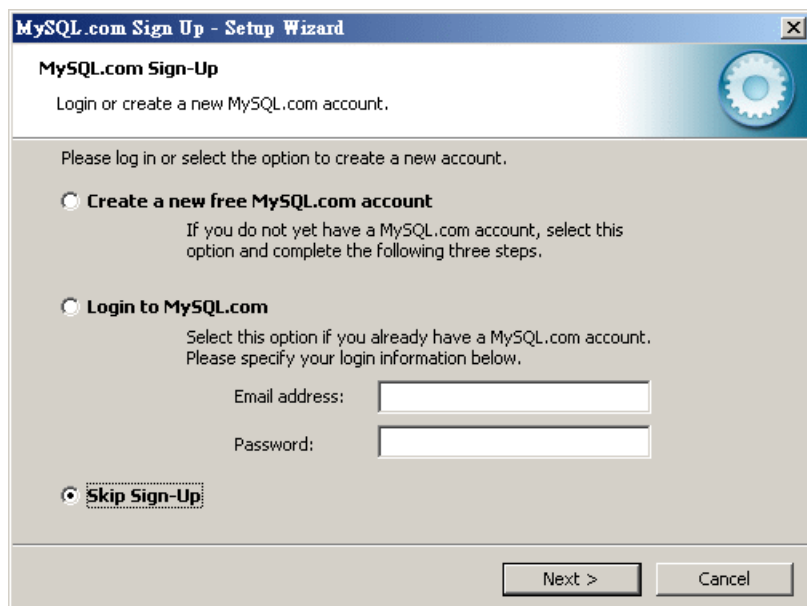 MySQL.com Sign Up - Setup Wizard
MySQL.com Sign-Up
Login or create a new MySQL.com account.
Please log in or select the option to create a new account.
Create a new free MySQL.com account
If you do not yet have a MySQL.com account, select this
option and complete the following three steps.
Login to MySQL.com
Select this option if you already have a MySQL.com account.
Please specify your login information below.
Email address:
Password:
Skip Sign-Up
Next >
Cancel